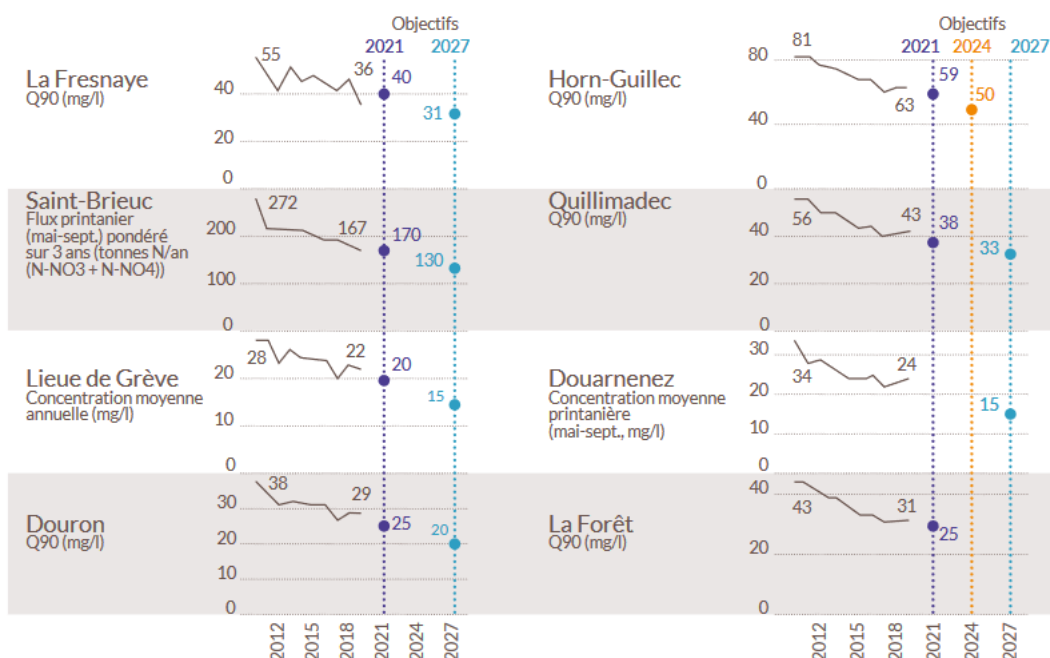 Objectifs
2021 2027
La Fresnaye
Q90 (mg/l)
55
36
40
31
40
20
0
Saint-Brieuc
Flux printanier
(mai-sept.) pondéré
sur 3 ans (tonnes N/an
(N-NO3 + N-NO4))
272
167
170
130
200
100
0
Lieue de Grève
Concentration moyenne
annuelle (mg/l)
28
22
20
15
20
10
0
Douron
Q90 (mg/l)
38
29
25
20
30
20
10
0
2012 2015 2018 2021 2024 2027
Objectifs
2021 2024 2027
Horn-Guillec
Q90 (mg/l)
81
63
59
50
80
40
0
Quillimadec
Q90 (mg/l)
56
43
38
33
40
20
0
Douarnenez
Concentration moyenne
printanière
(mai-sept., mg/l)
34
24
15
30
20
10
0
La Forêt
Q90 (mg/l)
43
31
25
40
20
0
2012 2015 2018 2021 2024 2027